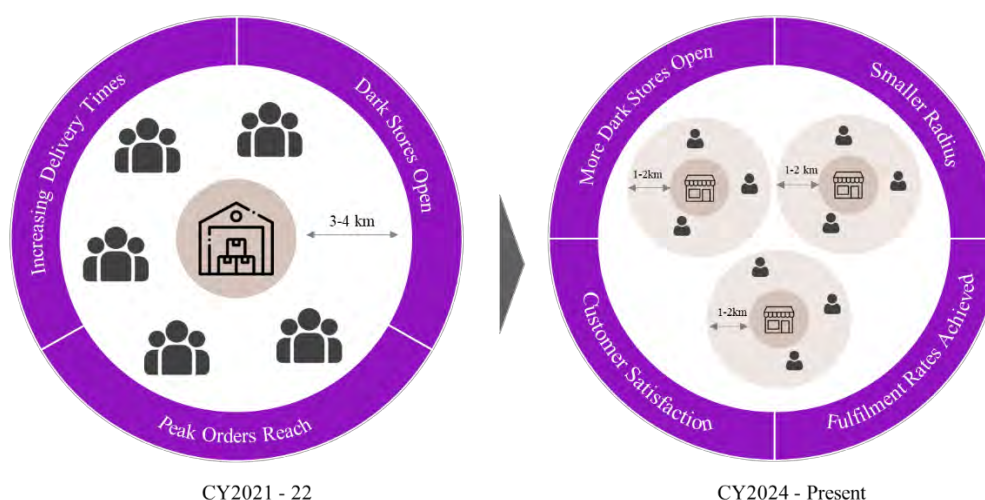 Increasing Delivery Times
Dark Stores Open
3-4 km
Peak Orders Reach
CY2021 - 22
More Dark Stores Open
Smaller Radius
1-2km
1-2 km
1-2km
Customer Satisfaction
Fulfilment Rates Achieved
CY2024 - Present